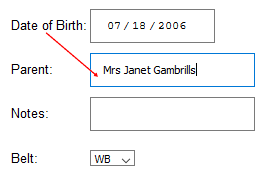 Date of Birth: 07 / 18 / 2006
Parent: Mrs Janet Gambrills
Notes:
Belt: WB